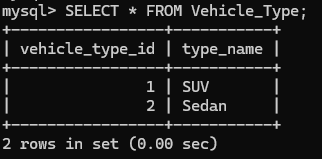 mysql> SELECT * FROM Vehicle_Type;
+-----------------+-----------+
| vehicle_type_id | type_name |
+-----------------+-----------+
|               1 | SUV       |
|               2 | Sedan     |
+-----------------+-----------+
2 rows in set (0.00 sec)